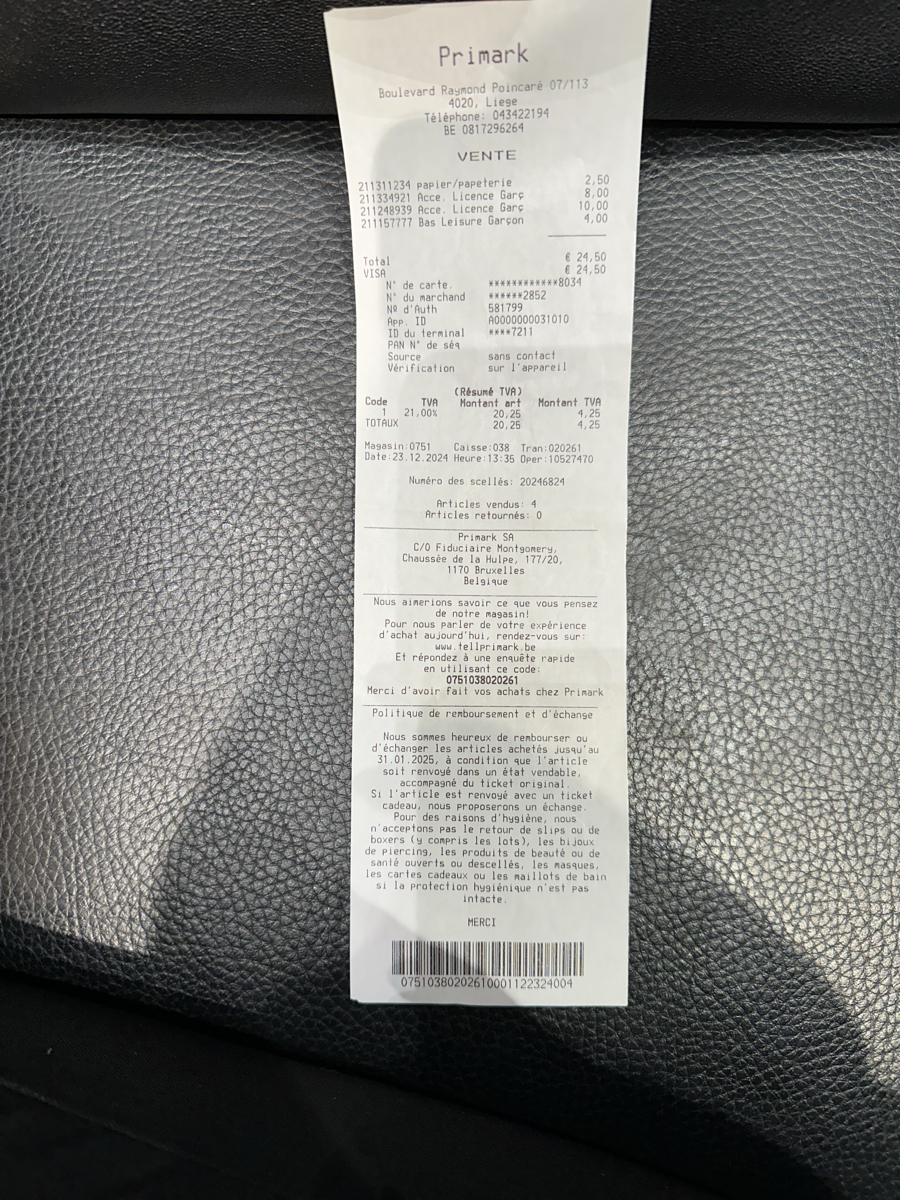 Primark
Boulevard Raymond Poincaré 07/113
4020, Liege
Téléphone: 043422194
BE 0817296264
VENTE
211311234 papier/papeterie 2,50
211334921 Acce. Licence Garç 8,00
211248939 Acce. Licence Garç 10,00
211157777 Bas Leisure Garçon 4,00
Total € 24,50
VISA € 24,50
N° de carte. ************8034
N° du marchand ******2852
Nº d'Auth 581799
App. ID A0000000031010
ID du terminal ****7211
PAN N° de séq
Source sans contact
Vérification sur l'appareil
(Résumé TVA)
Code TVA Montant art Montant TVA
1 21,00% 20,25 4,25
TOTAUX 20,25 4,25
Magasin:0751 Caisse:038 Tran:020261
Date:23.12.2024 Heure:13:35 Oper:10527470
Numéro des scellés: 20246824
Articles vendus: 4
Articles retournés: 0
Primark SA
C/O Fiduciaire Montgomery,
Chaussée de la Hulpe, 177/20,
1170 Bruxelles
Belgique
Nous aimerions savoir ce que vous pensez
de notre magasin!
Pour nous parler de votre expérience
d'achat aujourd'hui, rendez-vous sur:
www.tellprimark.be
Et répondez à une enquête rapide
en utilisant ce code:
0751038020261
Merci d'avoir fait vos achats chez Primark
Politique de remboursement et d'échange
Nous sommes heureux de rembourser ou
d'échanger les articles achetés jusqu'au
31.01.2025, à condition que l'article
soit renvoyé dans un état vendable,
accompagné du ticket original.
Si l'article est renvoyé avec un ticket
cadeau, nous proposerons un échange.
Pour des raisons d'hygiène, nous
n'acceptons pas le retour de slips ou de
boxers (y compris les lots), les bijoux
de piercing, les produits de beauté ou de
santé ouverts ou descellés, les masques,
les cartes cadeaux ou les maillots de bain
si la protection hygiénique n'est pas
intacte.
MERCI
07510380202610001122324004